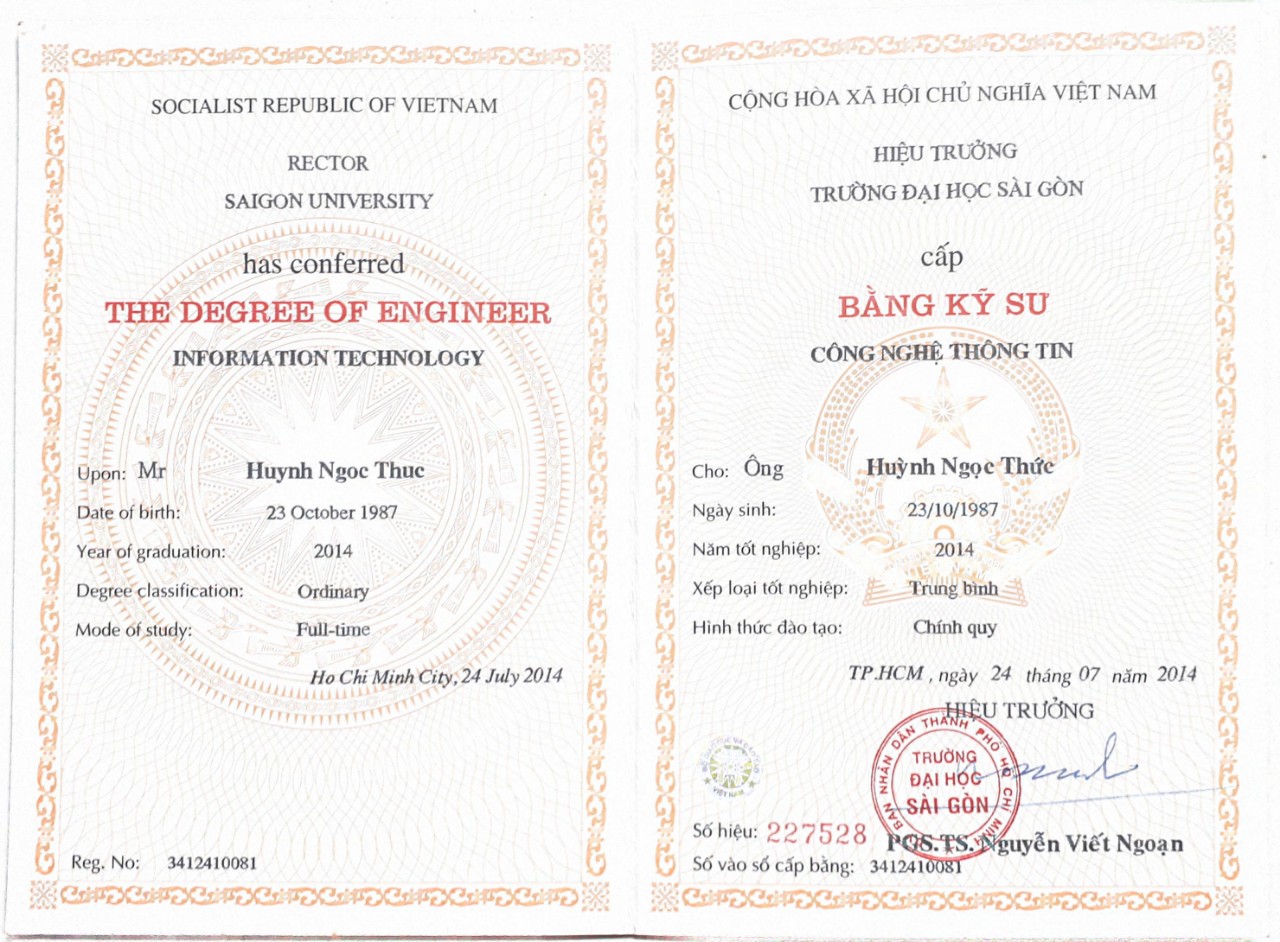 SOCIALIST REPUBLIC OF VIETNAM
RECTOR
SAIGON UNIVERSITY
has conferred
THE DEGREE OF ENGINEER
INFORMATION TECHNOLOGY
Upon: Mr Huynh Ngoc Thuc
Date of birth: 23 October 1987
Year of graduation: 2014
Degree classification: Ordinary
Mode of study: Full-time
Ho Chi Minh City, 24 July 2014
Reg. No: 3412410081
CỘNG HÒA XÃ HỘI CHỦ NGHĨA VIỆT NAM
HIỆU TRƯỞNG
TRƯỜNG ĐẠI HỌC SÀI GÒN
cấp
BẰNG KỸ SƯ
CÔNG NGHỆ THÔNG TIN
Cho: Ông Huỳnh Ngọc Thức
Ngày sinh: 23/10/1987
Năm tốt nghiệp: 2014
Xếp loại tốt nghiệp: Trung bình
Hình thức đào tạo: Chính quy
TP.HCM , ngày 24 tháng 07 năm 2014
HIỆU TRƯỞNG
BAN NHÂN DÂN THÀNH PHỐ HỒ CHÍ MINH
TRƯỜNG
ĐẠI HỌC
SÀI GÒN
VIỆT NAM
Số hiệu: 227528
PGS.TS. Nguyễn Viết Ngoạn
Số vào sổ cấp bằng: 3412410081